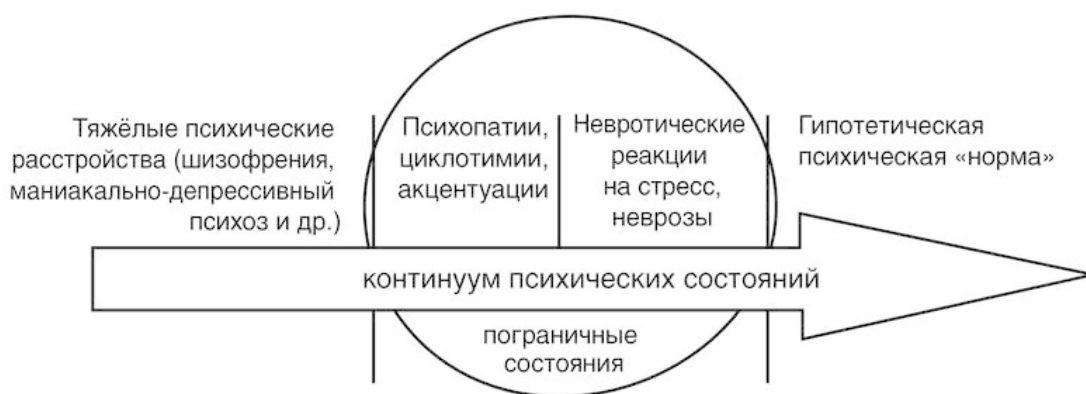 Тяжёлые психические
расстройства (шизофрения,
маниакально-депрессивный
психоз и др.)
Психопатии,
циклотимии,
акцентуации
Невротические
реакции
на стресс,
неврозы
Гипотетическая
психическая «норма»
континуум психических состояний
пограничные
состояния